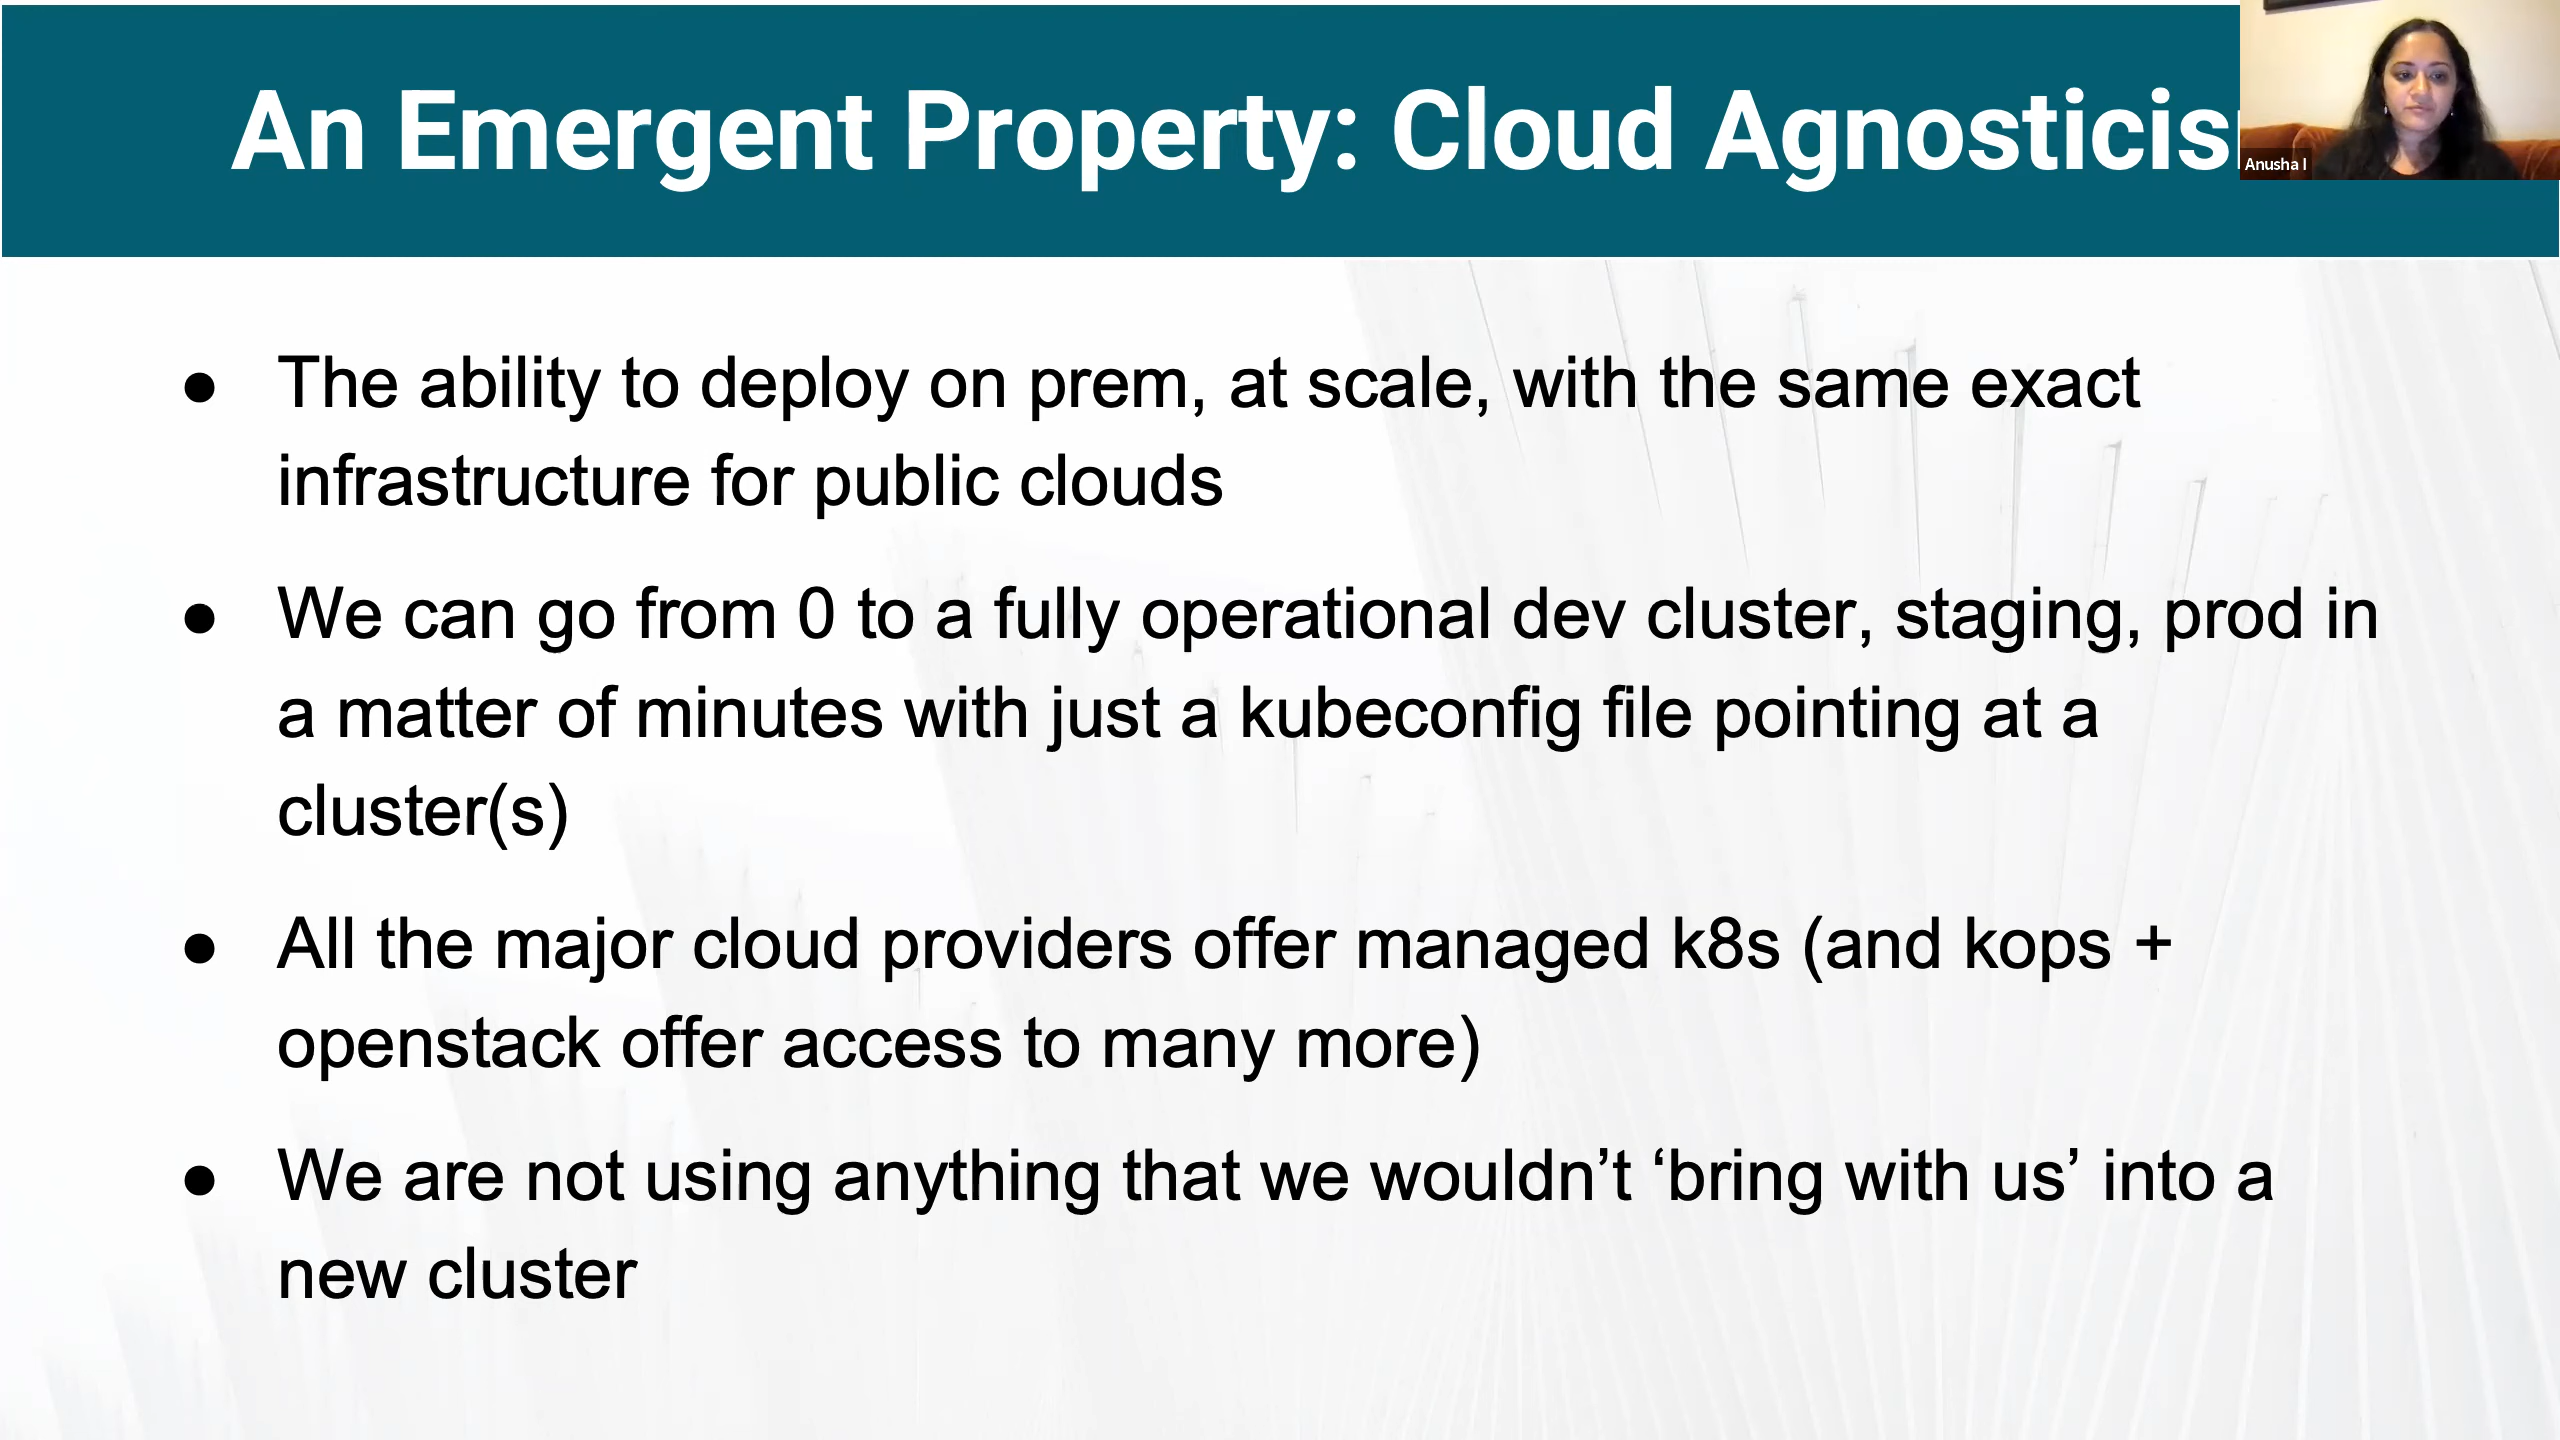 An Emergent Property: Cloud Agnosticis
Anusha I
● The ability to deploy on prem, at scale, with the same exact
infrastructure for public clouds
● We can go from 0 to a fully operational dev cluster, staging, prod in
a matter of minutes with just a kubeconfig file pointing at a
cluster(s)
● All the major cloud providers offer managed k8s (and kops +
openstack offer access to many more)
● We are not using anything that we wouldn’t ‘bring with us’ into a
new cluster